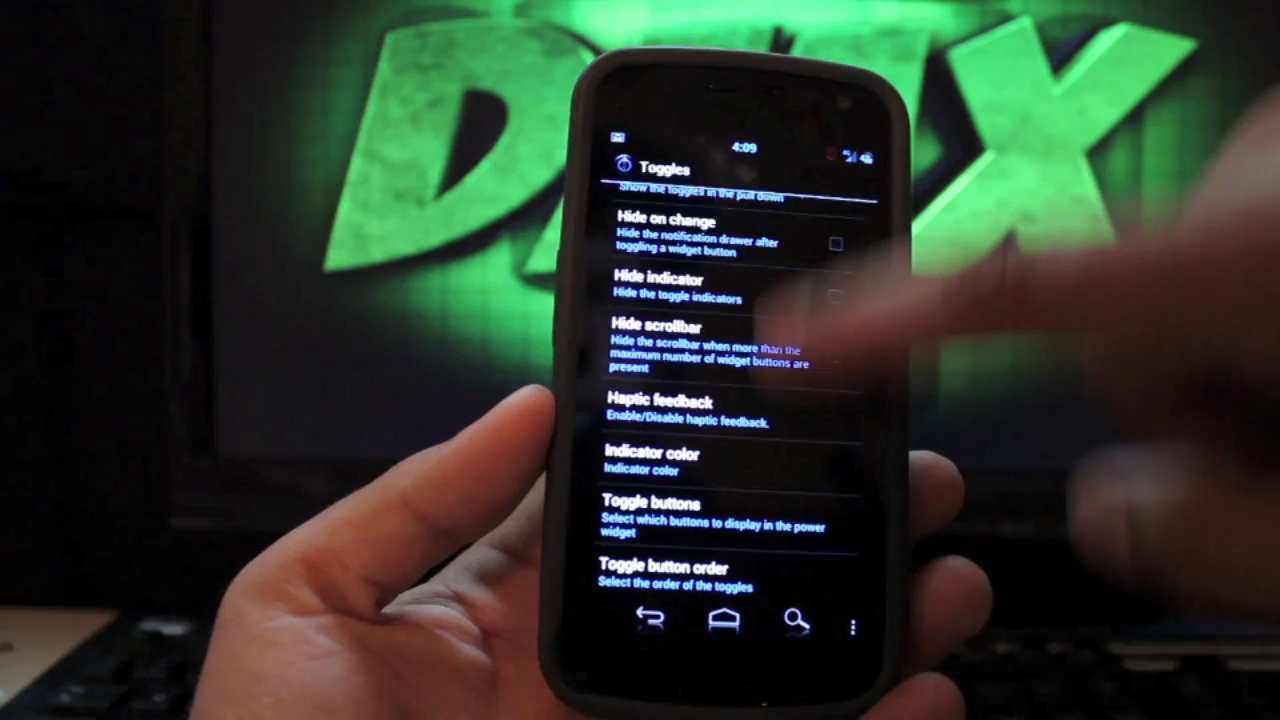 4:09
Toggles
Show the toggles in the pull down
Hide on change
Hide the notification drawer after
toggling a widget button
Hide indicator
Hide the toggle indicators
Hide scrollbar
Hide the scrollbar when more than the
maximum number of widget buttons are
present
Haptic feedback
Enable/Disable haptic feedback.
Indicator color
Indicator color
Toggle buttons
Select which buttons to display in the power
widget
Toggle button order
Select the order of the toggles